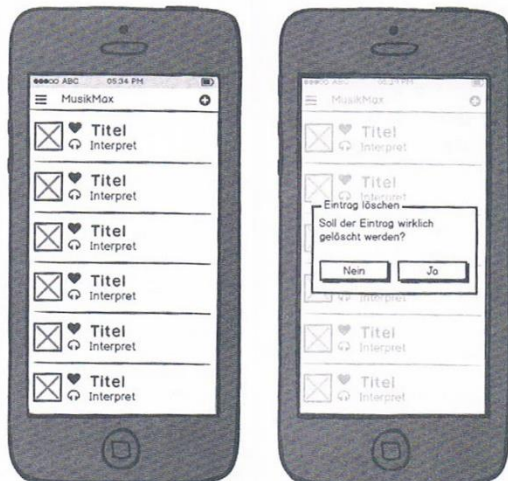 ABC 05:34 PM
MusikMax
Titel
Interpret
Titel
Interpret
Titel
Interpret
Titel
Interpret
Titel
Interpret
Titel
Interpret
MusikMax
Titel
Interpret
Titel
Eintrag löschen
Soll der Eintrag wirklich
gelöscht werden?
Nein Ja
Titel
Interpret
Titel
Interpret